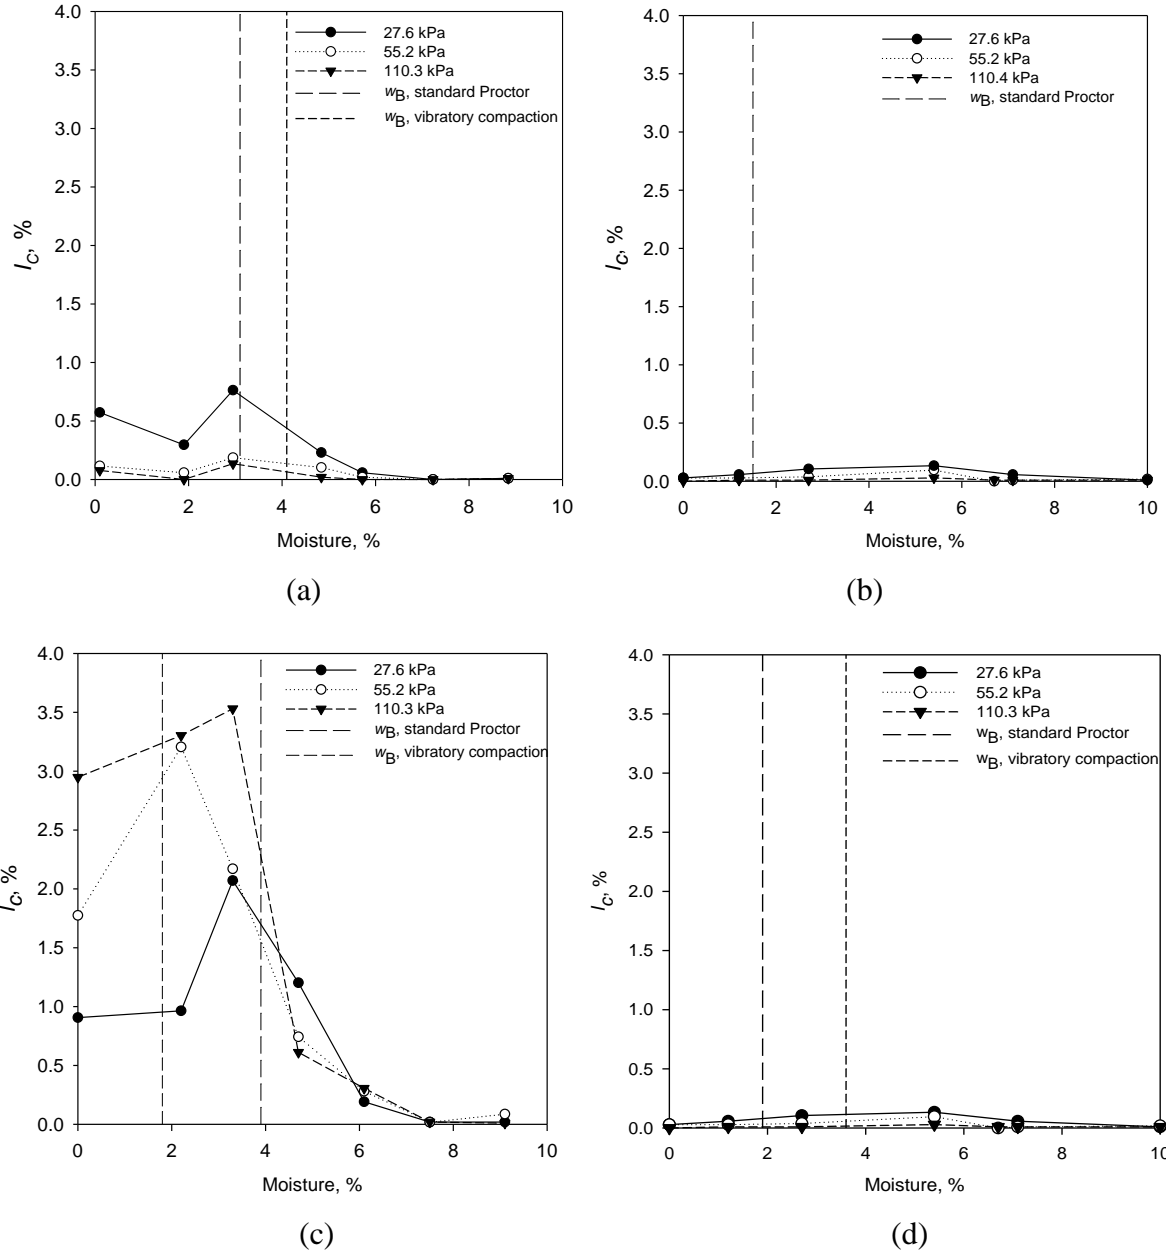 4.0
3.5
3.0
2.5
2.0
1.5
1.0
0.5
0.0
I_C, %
0 2 4 6 8 10
Moisture, %
27.6 kPa
55.2 kPa
110.3 kPa
w_B, standard Proctor
w_B, vibratory compaction
(a)
4.0
3.5
3.0
2.5
2.0
1.5
1.0
0.5
0.0
I_C, %
0 2 4 6 8 10
Moisture, %
27.6 kPa
55.2 kPa
110.4 kPa
w_B, standard Proctor
(b)
4.0
3.5
3.0
2.5
2.0
1.5
1.0
0.5
0.0
I_C, %
0 2 4 6 8 10
Moisture, %
27.6 kPa
55.2 kPa
110.3 kPa
w_B, standard Proctor
w_B, vibratory compaction
(c)
4.0
3.5
3.0
2.5
2.0
1.5
1.0
0.5
0.0
I_C, %
0 2 4 6 8 10
Moisture, %
27.6 kPa
55.2 kPa
110.3 kPa
w_B, standard Proctor
w_B, vibratory compaction
(d)